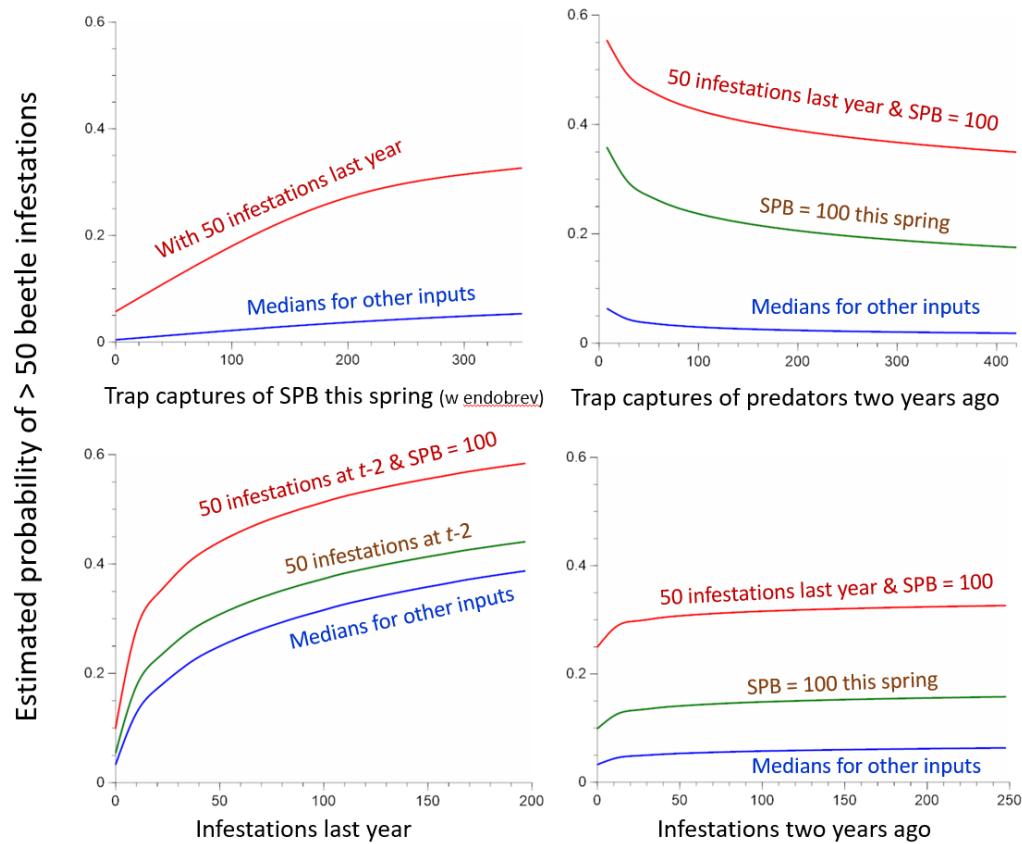 Estimated probability of > 50 beetle infestations
0.6
0.4
0.2
0
With 50 infestations last year
Medians for other inputs
0
100
200
300
Trap captures of SPB this spring (w endobrev)
0.6
0.4
0.2
0
50 infestations last year & SPB = 100
SPB = 100 this spring
Medians for other inputs
0
100
200
300
400
Trap captures of predators two years ago
0.6
0.4
0.2
0
50 infestations at t-2 & SPB = 100
50 infestations at t-2
Medians for other inputs
0
50
100
150
200
Infestations last year
0.6
0.4
0.2
0
50 infestations last year & SPB = 100
SPB = 100 this spring
Medians for other inputs
0
50
100
150
200
250
Infestations two years ago